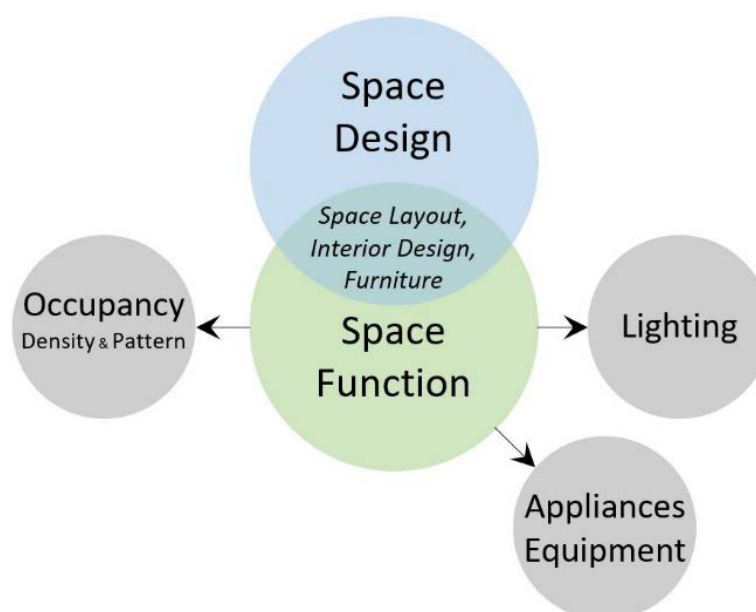 Space
Design
Space Layout,
Interior Design,
Furniture
Occupancy
Density & Pattern
Space
Function
Lighting
Appliances
Equipment